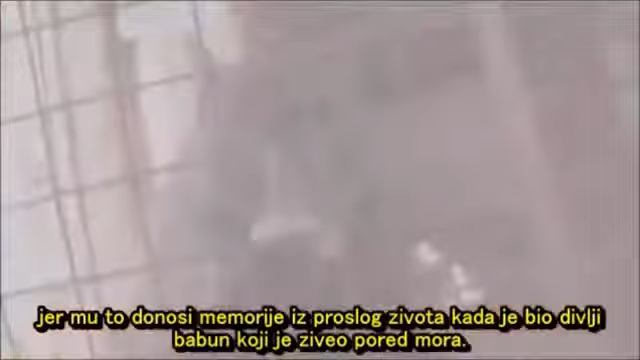 jer mu to donosi memorije iz proslog zivota kada je bio divlji
babun koji je ziveo pored mora.